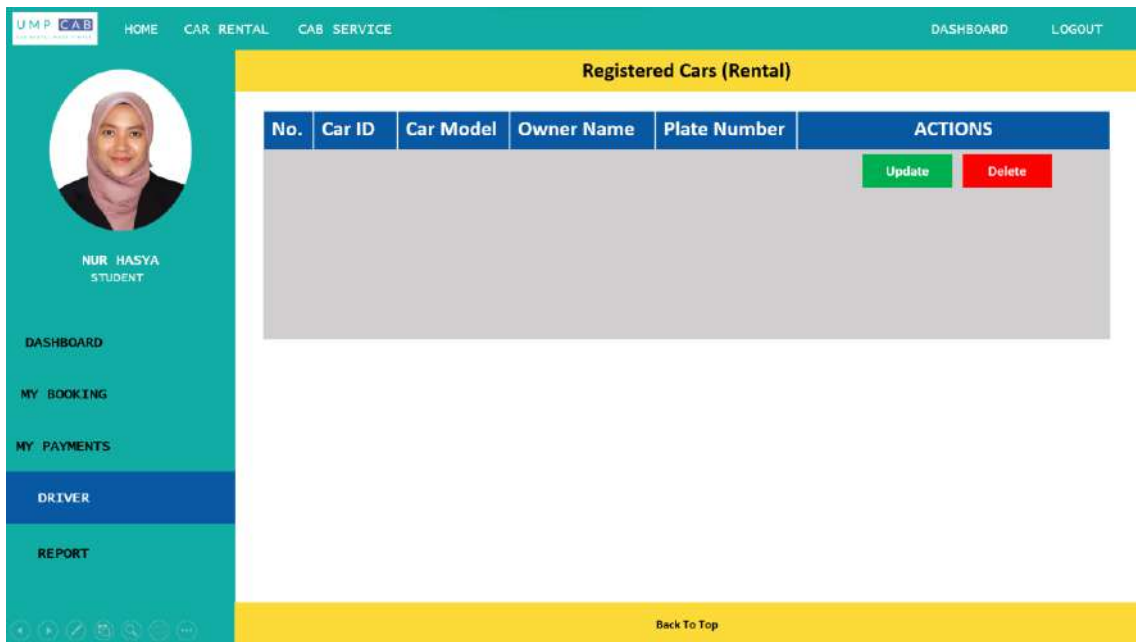 UMP CAB
HOME
CAR RENTAL
CAB SERVICE
DASHBOARD
LOGOUT
Registered Cars (Rental)
No. Car ID Car Model Owner Name Plate Number ACTIONS
Update Delete
NUR HASYA
STUDENT
DASHBOARD
MY BOOKING
MY PAYMENTS
DRIVER
REPORT
Back To Top